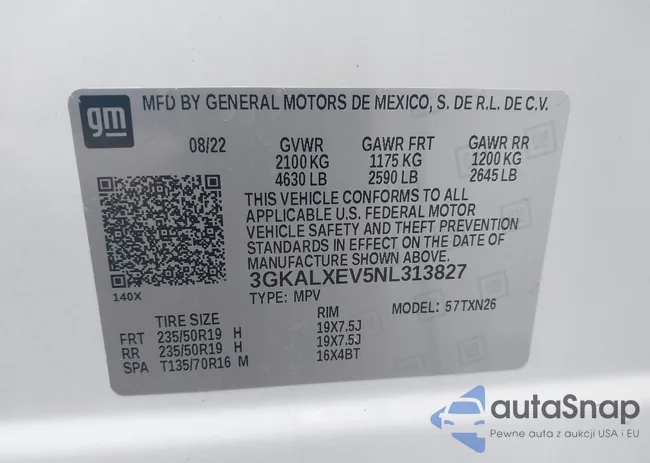 gm
MFD BY GENERAL MOTORS DE MEXICO, S. DE R.L. DE C.V.
08/22 GVWR GAWR FRT GAWR RR
2100 KG 1175 KG 1200 KG
4630 LB 2590 LB 2645 LB
THIS VEHICLE CONFORMS TO ALL
APPLICABLE U.S. FEDERAL MOTOR
VEHICLE SAFETY AND THEFT PREVENTION
STANDARDS IN EFFECT ON THE DATE OF
MANUFACTURE SHOWN ABOVE.
3GKALXEV5NL313827
140X
TYPE: MPV MODEL: 57TXN26
TIRE SIZE RIM
FRT 235/50R19 H 19X7.5J
RR 235/50R19 H 19X7.5J
SPA T135/70R16 M 16X4BT
autaSnap
Pewne auta z aukcji USA i EU